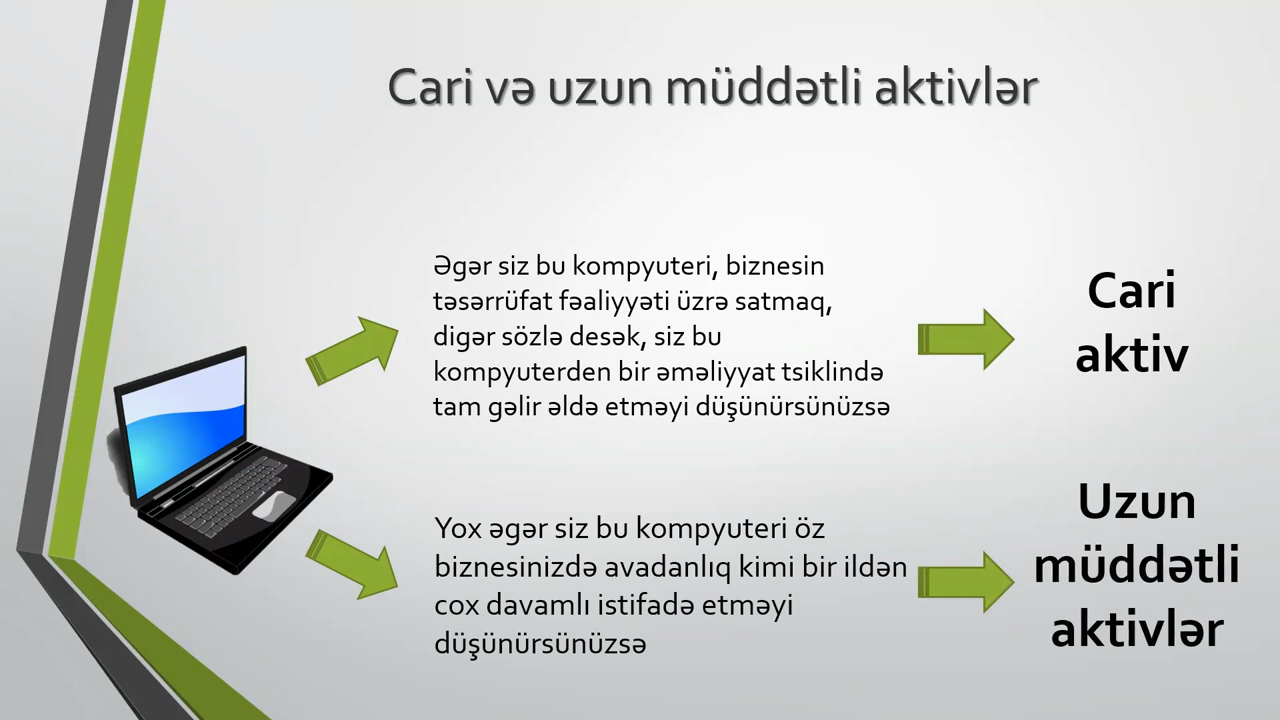 Cari və uzun müddətli aktivlər
Əgər siz bu kompyuteri, biznesin
təsərrüfat fəaliyyəti üzrə satmaq,
digər sözlə desək, siz bu
kompyuterden bir əməliyyat tsiklində
tam gəlir əldə etməyi düşünürsünüzsə
Cari
aktiv
Yox əgər siz bu kompyuteri öz
biznesinizdə avadanlıq kimi bir ildən
cox davamlı istifadə etməyi
düşünürsünüzsə
Uzun
müddətli
aktivlər